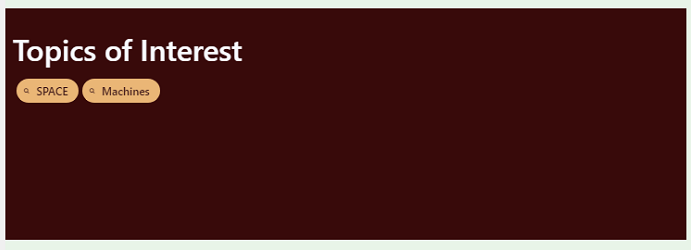 Topics of Interest
SPACE Machines